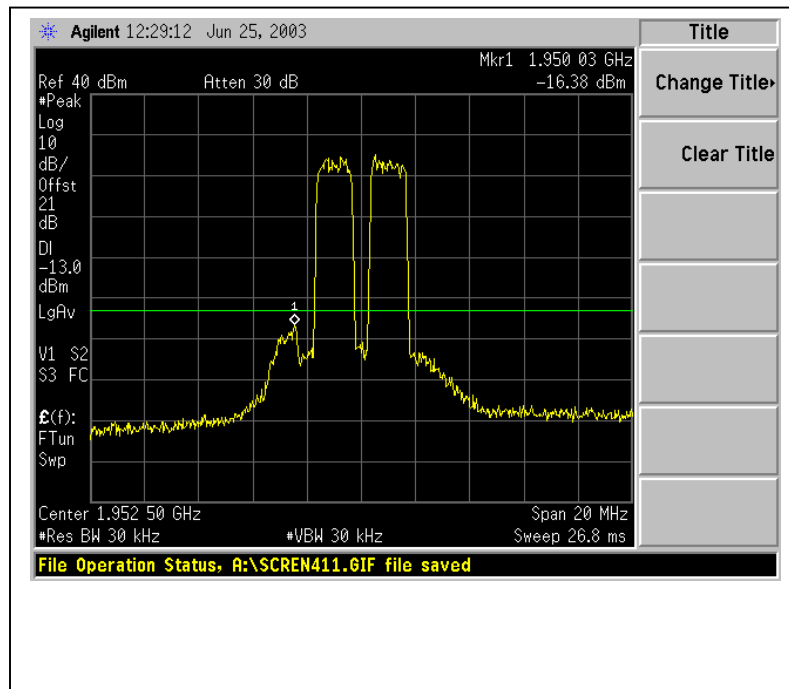 Agilent 12:29:12 Jun 25, 2003
Title
Mkr1 1.950 03 GHz
Ref 40 dBm Atten 30 dB -16.38 dBm
#Peak
Log
10
dB/
Offst
21
dB
DI
-13.0
dBm
LgAv
1
V1 S2
S3 FC
£(f):
FTun
Swp
Center 1.952 50 GHz Span 20 MHz
#Res BW 30 kHz #VBW 30 kHz Sweep 26.8 ms
File Operation Status, A:\SCREN411.GIF file saved
Change Title
Clear Title